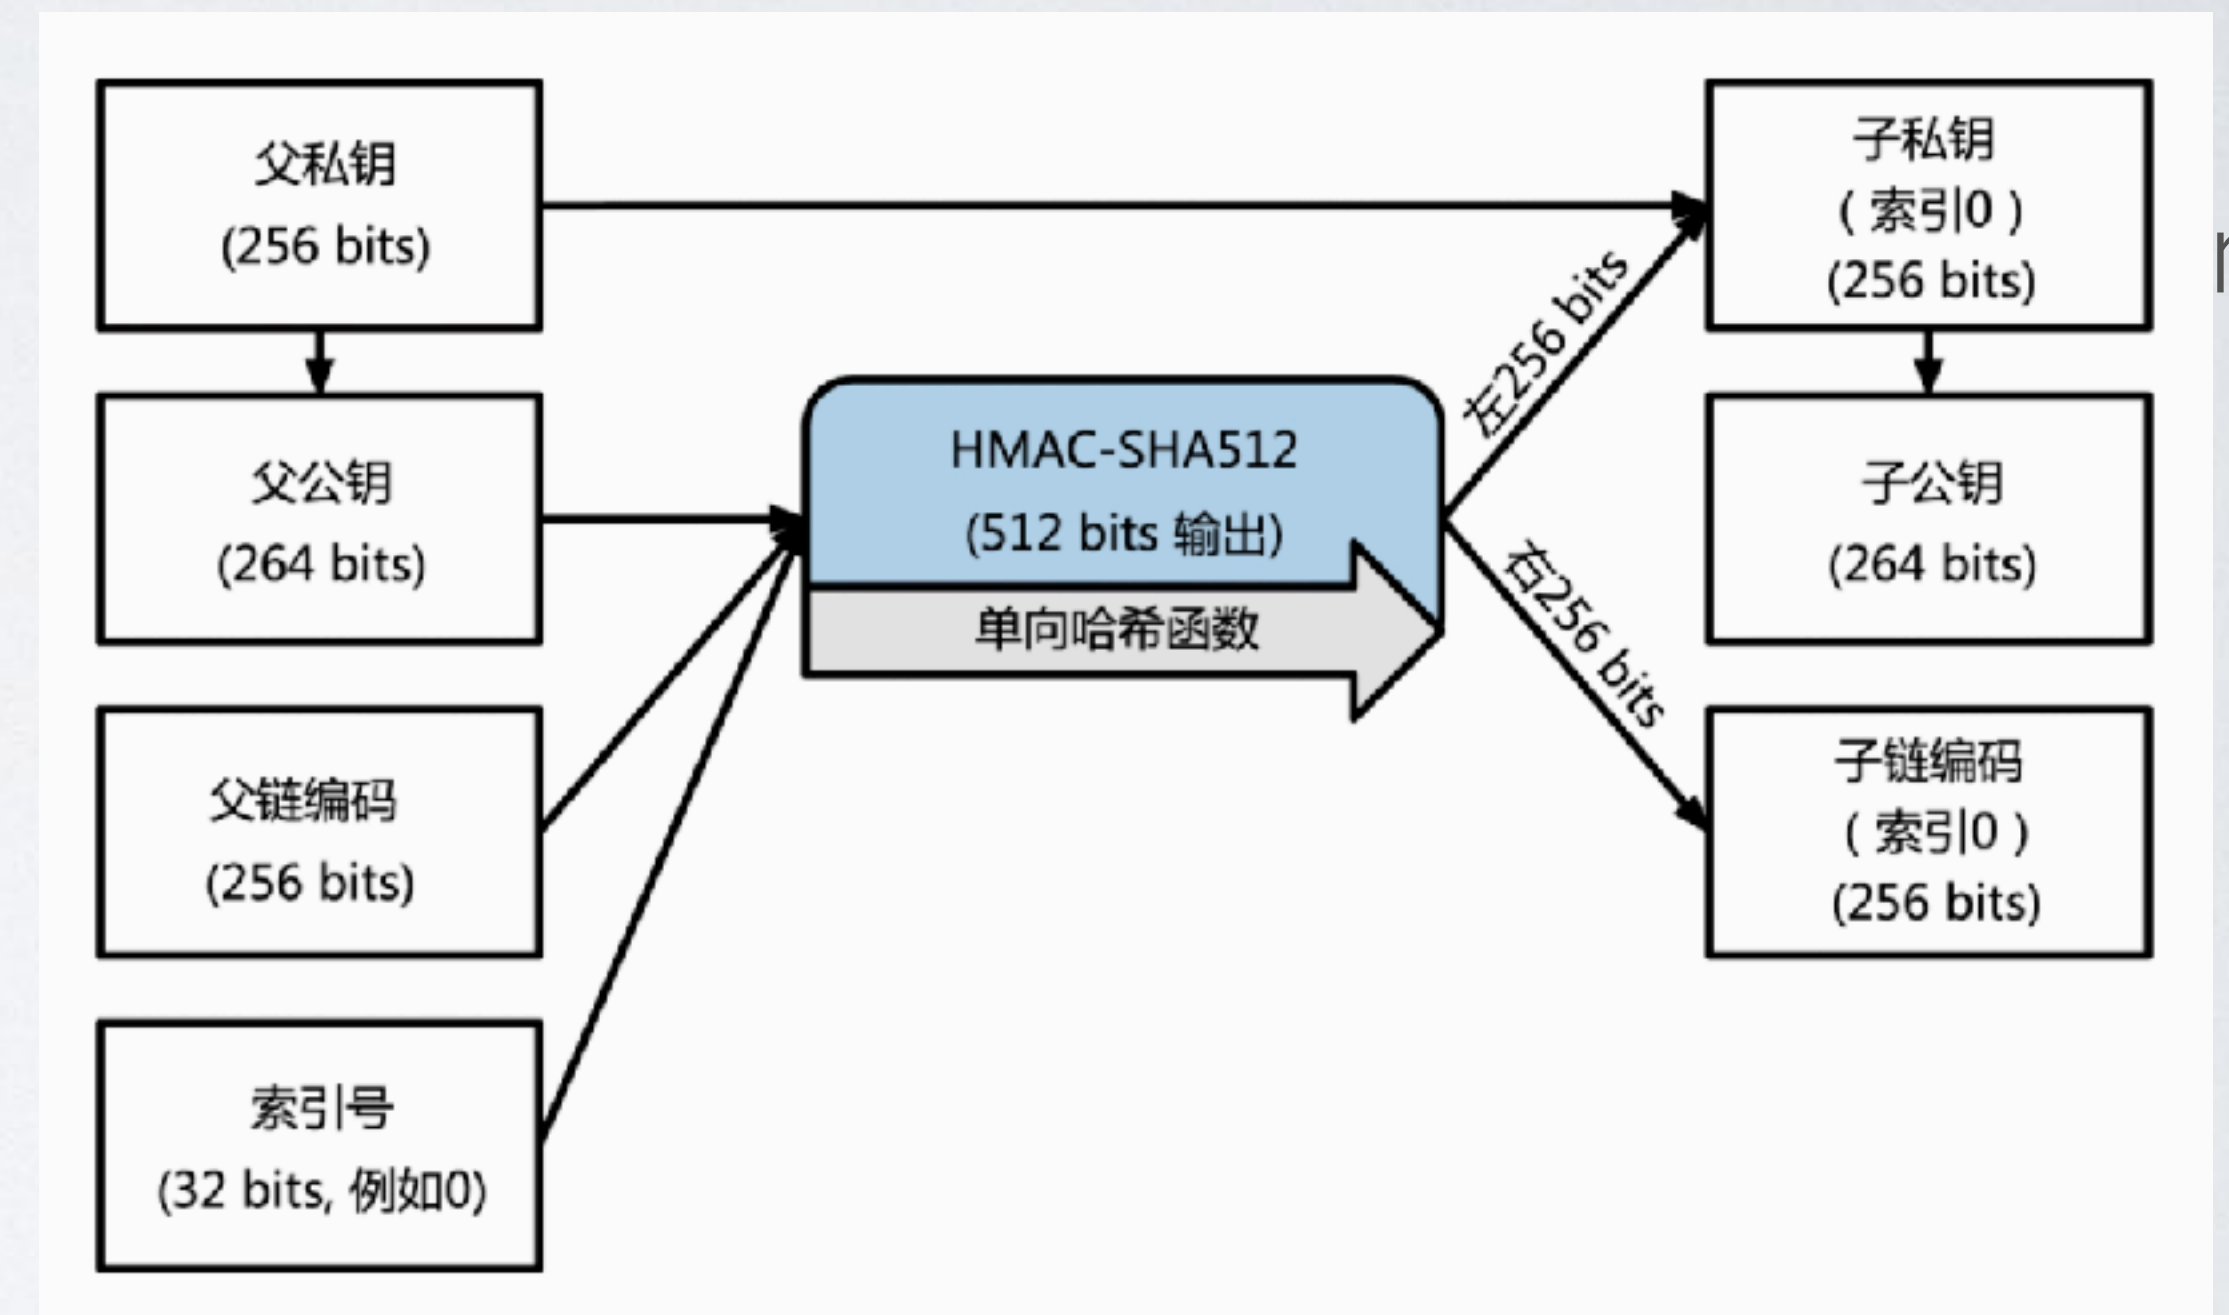 父私钥
(256 bits)
父公钥
(264 bits)
父链编码
(256 bits)
索引号
(32 bits, 例如0)
HMAC-SHA512
(512 bits 输出)
单向哈希函数
左256 bits
右256 bits
子私钥
( 索引0 )
(256 bits)
子公钥
(264 bits)
子链编码
( 索引0 )
(256 bits)